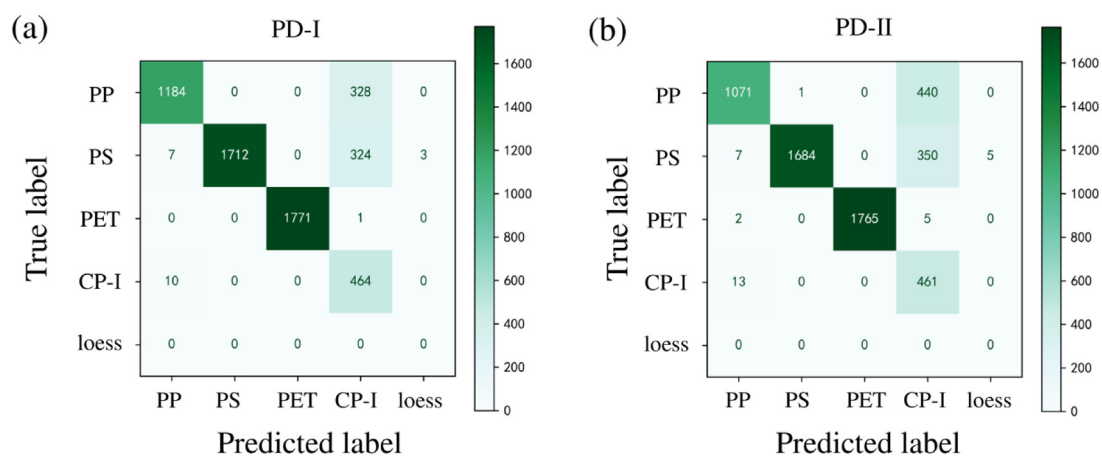 (a) PD-I
PP 1184 0 0 328 0
PS 7 1712 0 324 3
PET 0 0 1771 1 0
CP-I 10 0 0 464 0
loess 0 0 0 0 0
PP PS PET CP-I loess
Predicted label
True label
1600
1400
1200
1000
800
600
400
200
0
(b) PD-II
PP 1071 1 0 440 0
PS 7 1684 0 350 5
PET 2 0 1765 5 0
CP-I 13 0 0 461 0
loess 0 0 0 0 0
PP PS PET CP-I loess
Predicted label
True label
1600
1400
1200
1000
800
600
400
200
0